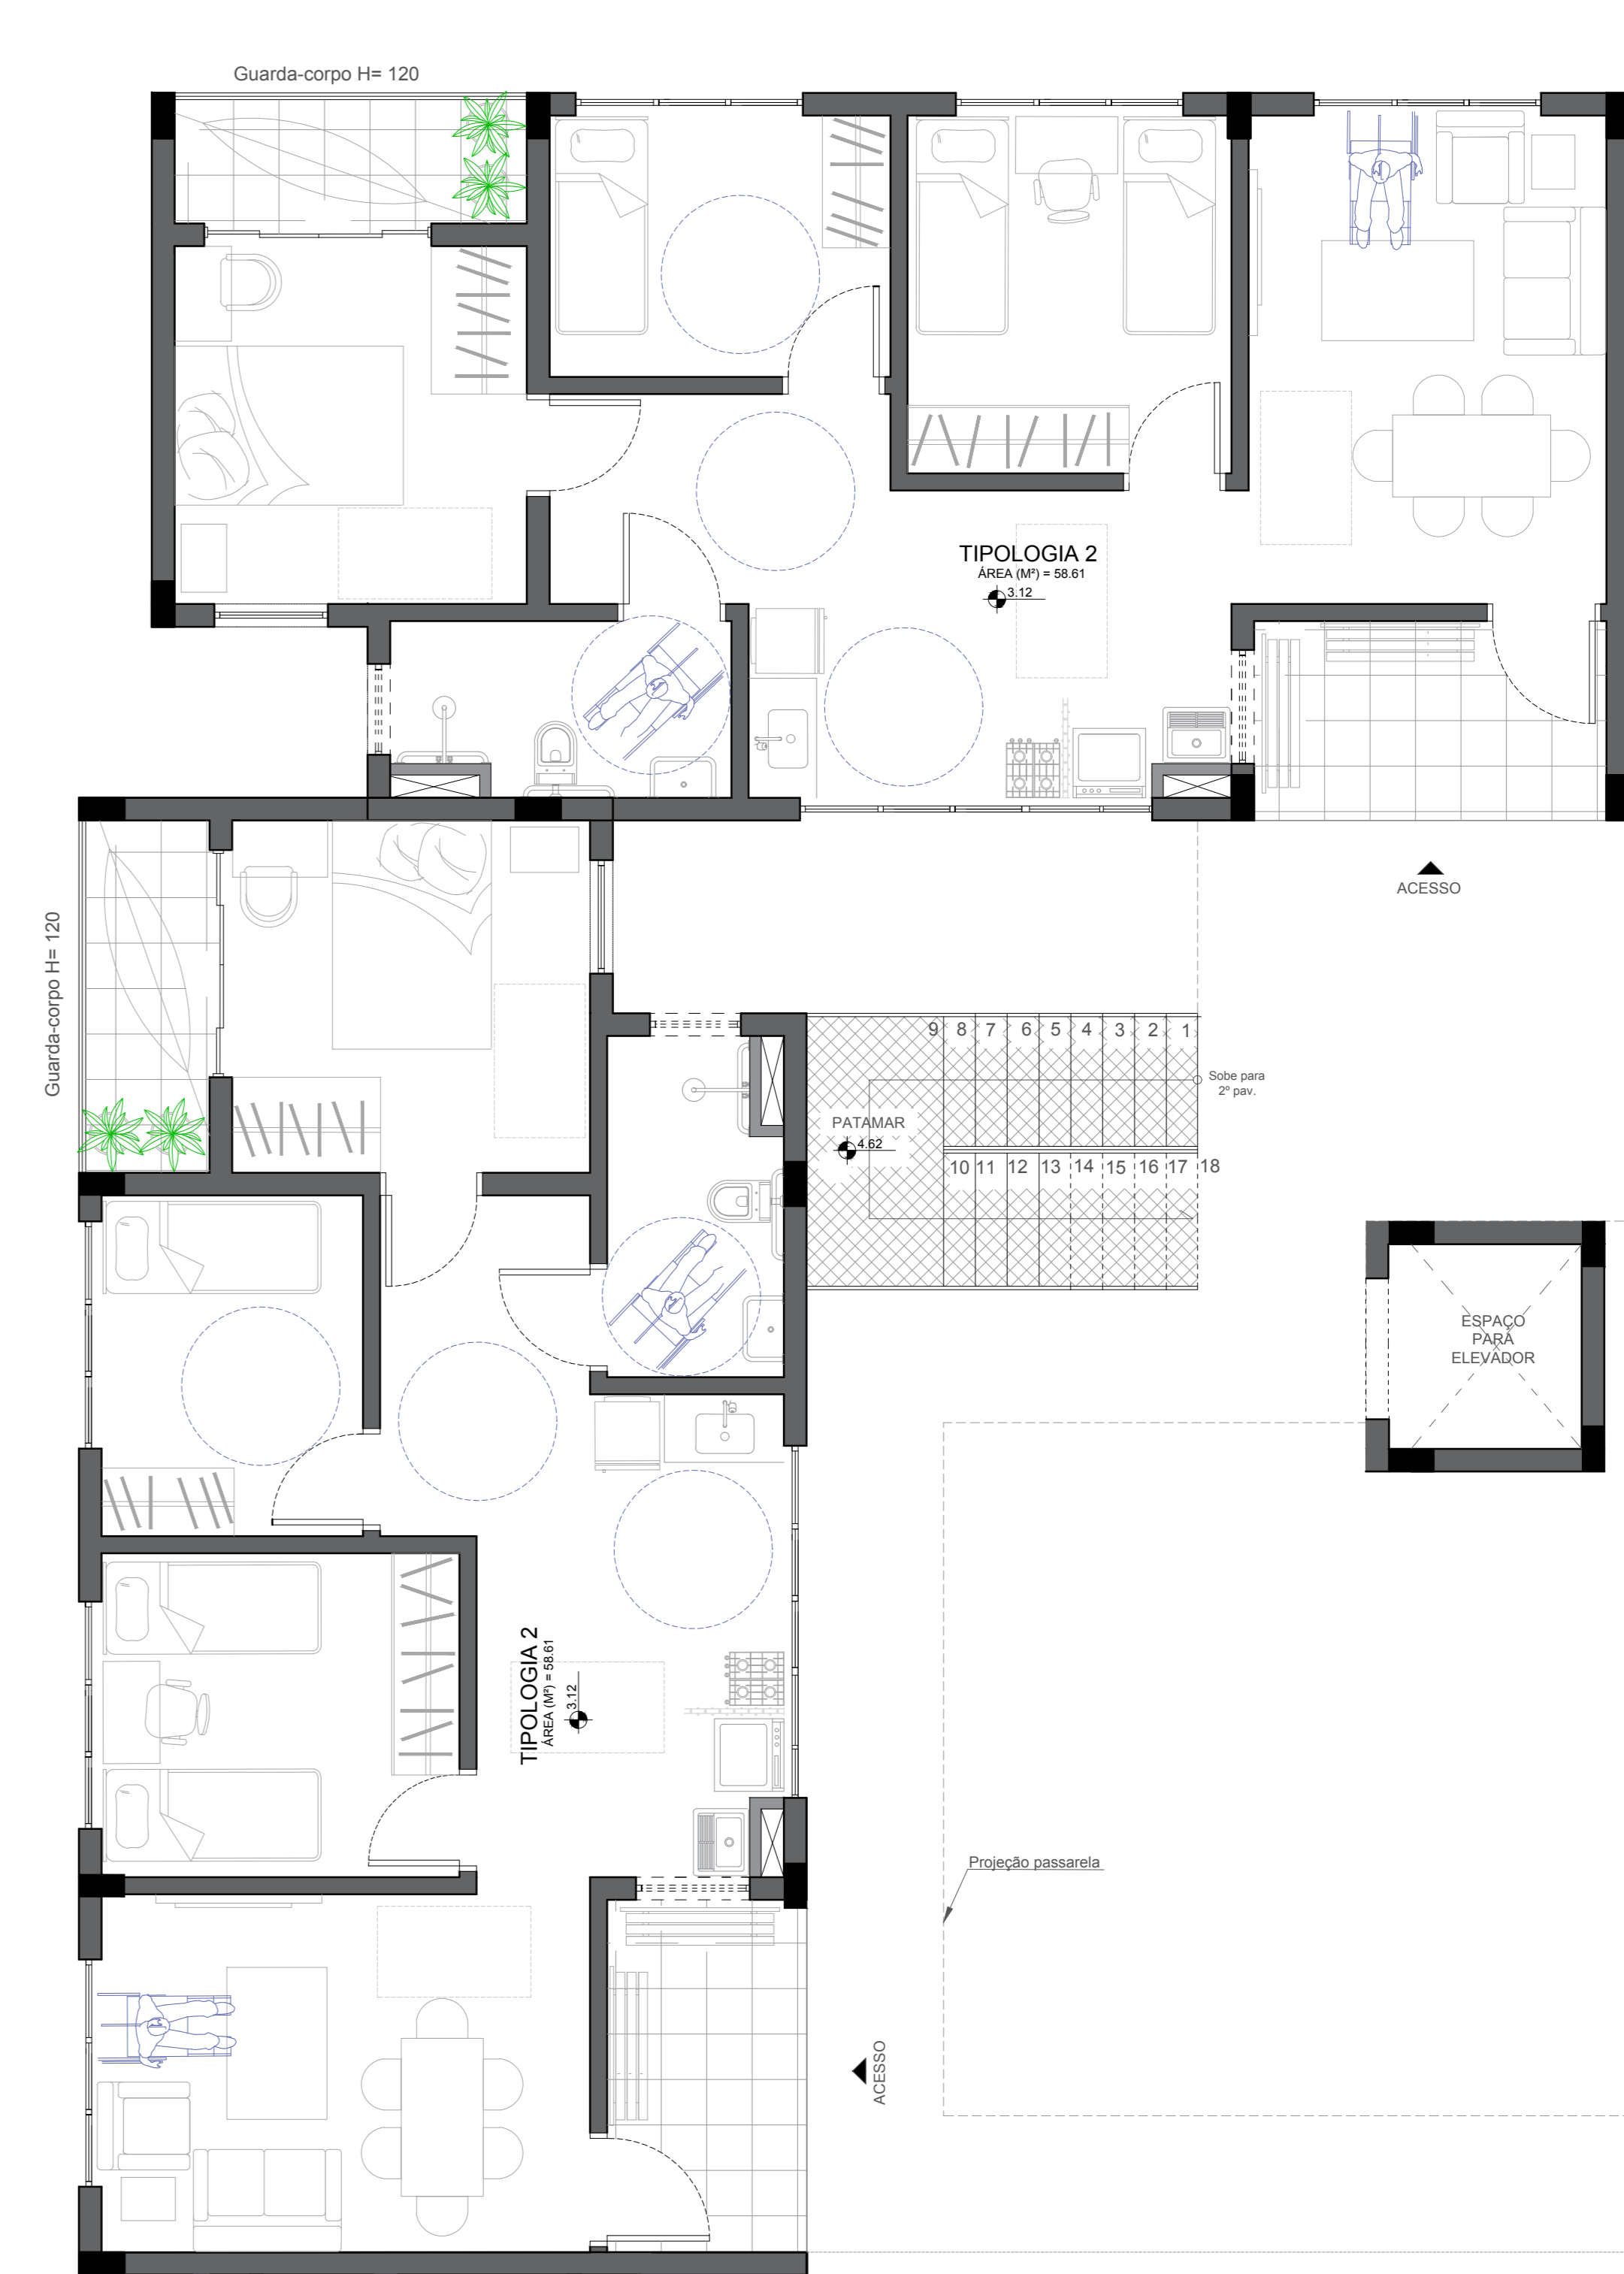 Guarda-corpo H= 120
TIPOLOGIA 2
ÁREA (M²) = 58.61
3.12
ACESSO
Guarda-corpo H= 120
9 8 7 6 5 4 3 2 1
Sobe para
2º pav.
PATAMAR
4.62
10 11 12 13 14 15 16 17 18
ESPAÇO
PARA
ELEVADOR
TIPOLOGIA 2
ÁREA (M²) = 58.61
3.12
Projeção passarela
ACESSO